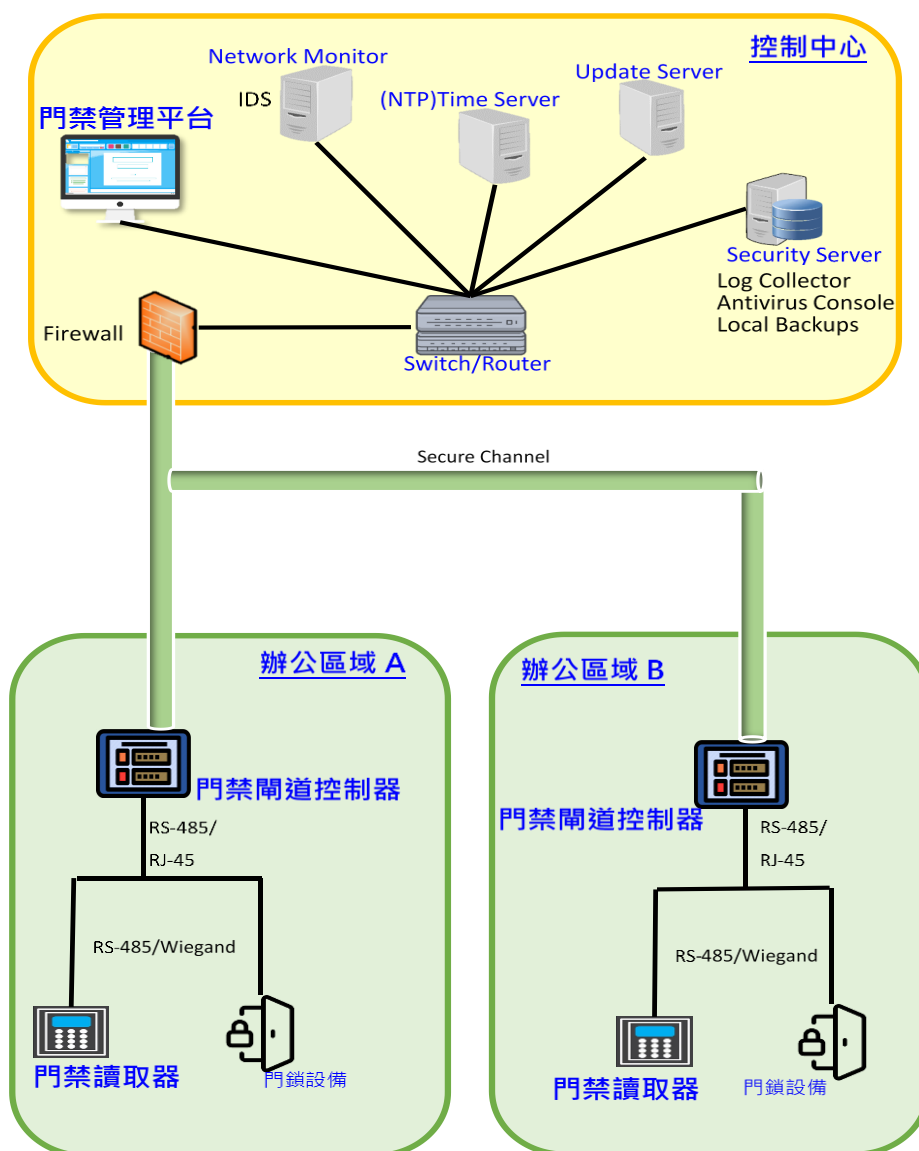 控制中心
Network Monitor
IDS
(NTP)Time Server
Update Server
門禁管理平台
Security Server
Log Collector
Antivirus Console
Local Backups
Firewall
Switch/Router
Secure Channel
辦公區域 A
門禁閘道控制器
RS-485/
RJ-45
RS-485/Wiegand
門禁讀取器
門鎖設備
辦公區域 B
門禁閘道控制器
RS-485/
RJ-45
RS-485/Wiegand
門禁讀取器
門鎖設備